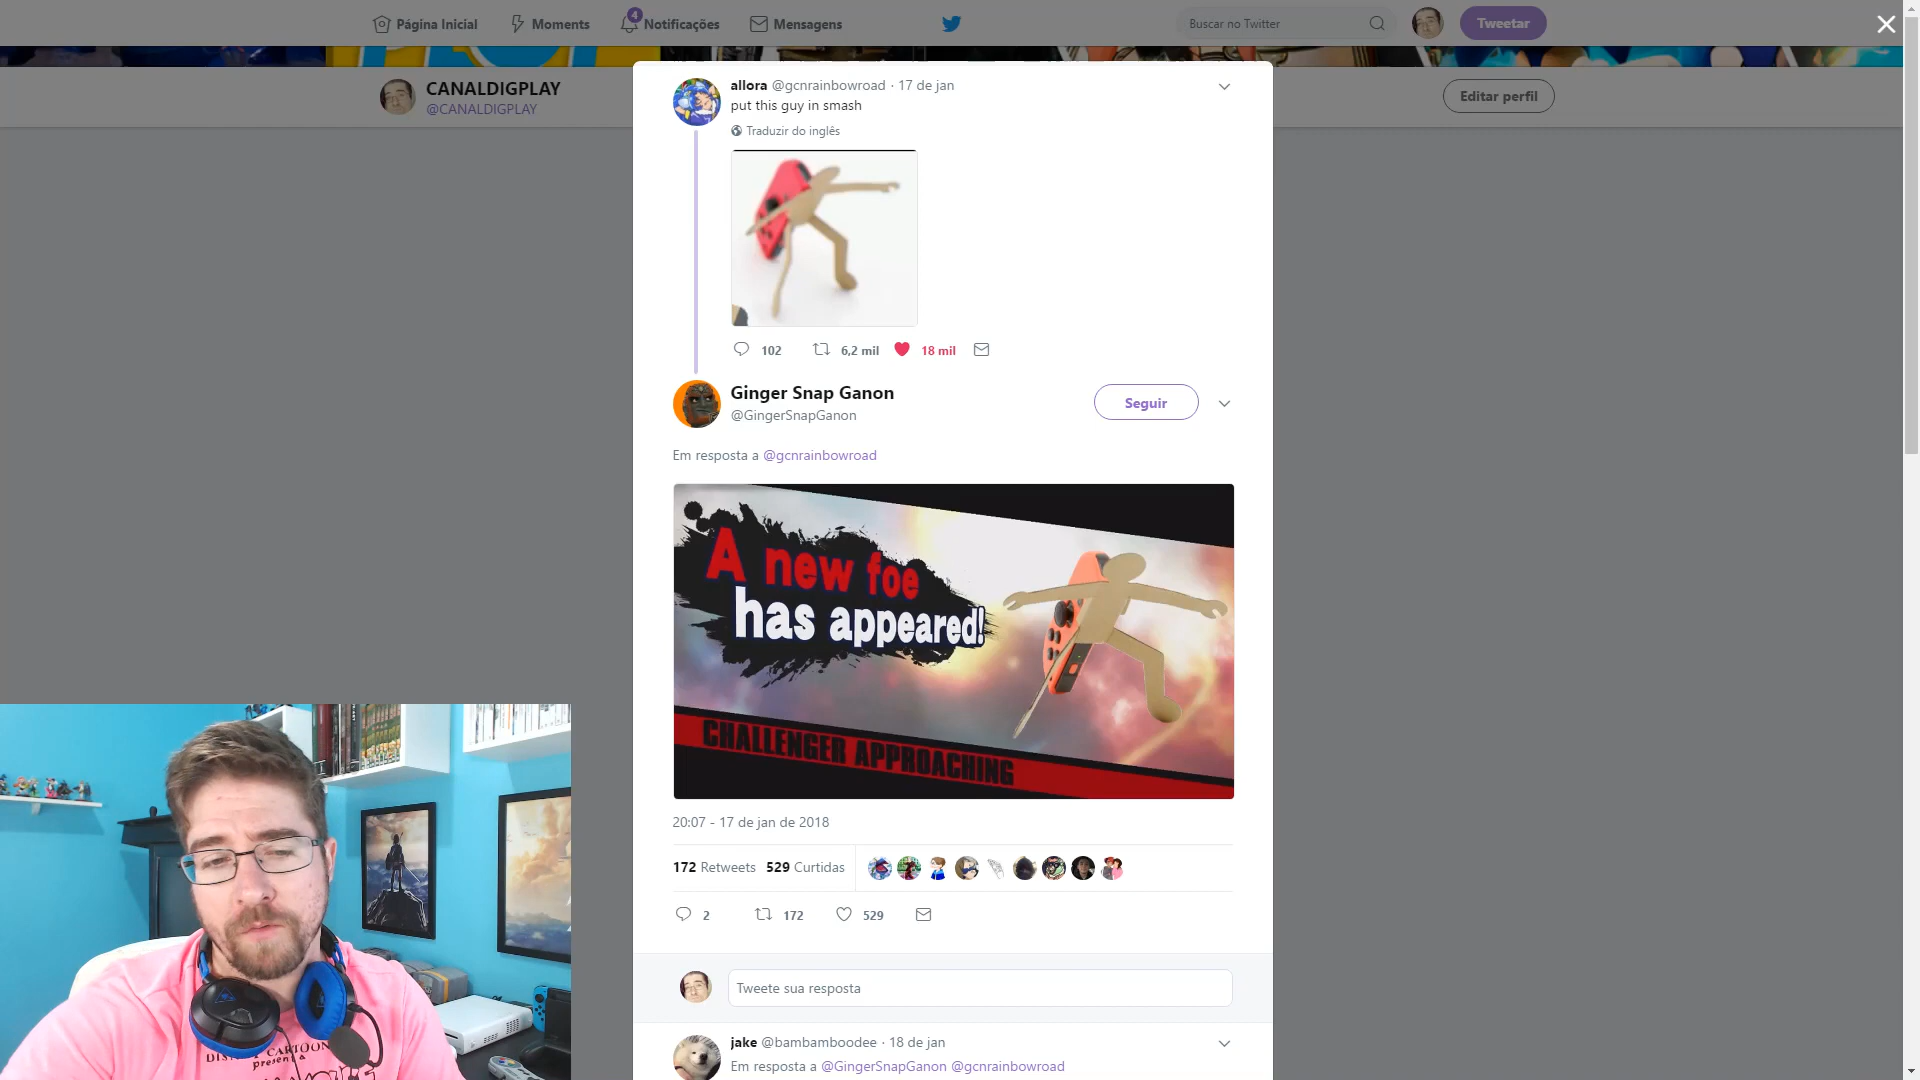 Página Inicial
Moments
4
Notificações
Mensagens
Buscar no Twitter
Tweetar
CANALDIGPLAY
@CANALDIGPLAY
Editar perfil
allora @gcnrainbowroad · 17 de jan
put this guy in smash
Traduzir do inglês
102 6,2 mil 18 mil
Ginger Snap Ganon
@GingerSnapGanon
Seguir
Em resposta a @gcnrainbowroad
A new foe
has appeared!
CHALLENGER APPROACHING
20:07 - 17 de jan de 2018
172 Retweets 529 Curtidas
2 172 529
Tweete sua resposta
jake @bambamboodee · 18 de jan
Em resposta a @GingerSnapGanon @gcnrainbowroad
CARTOON
present a